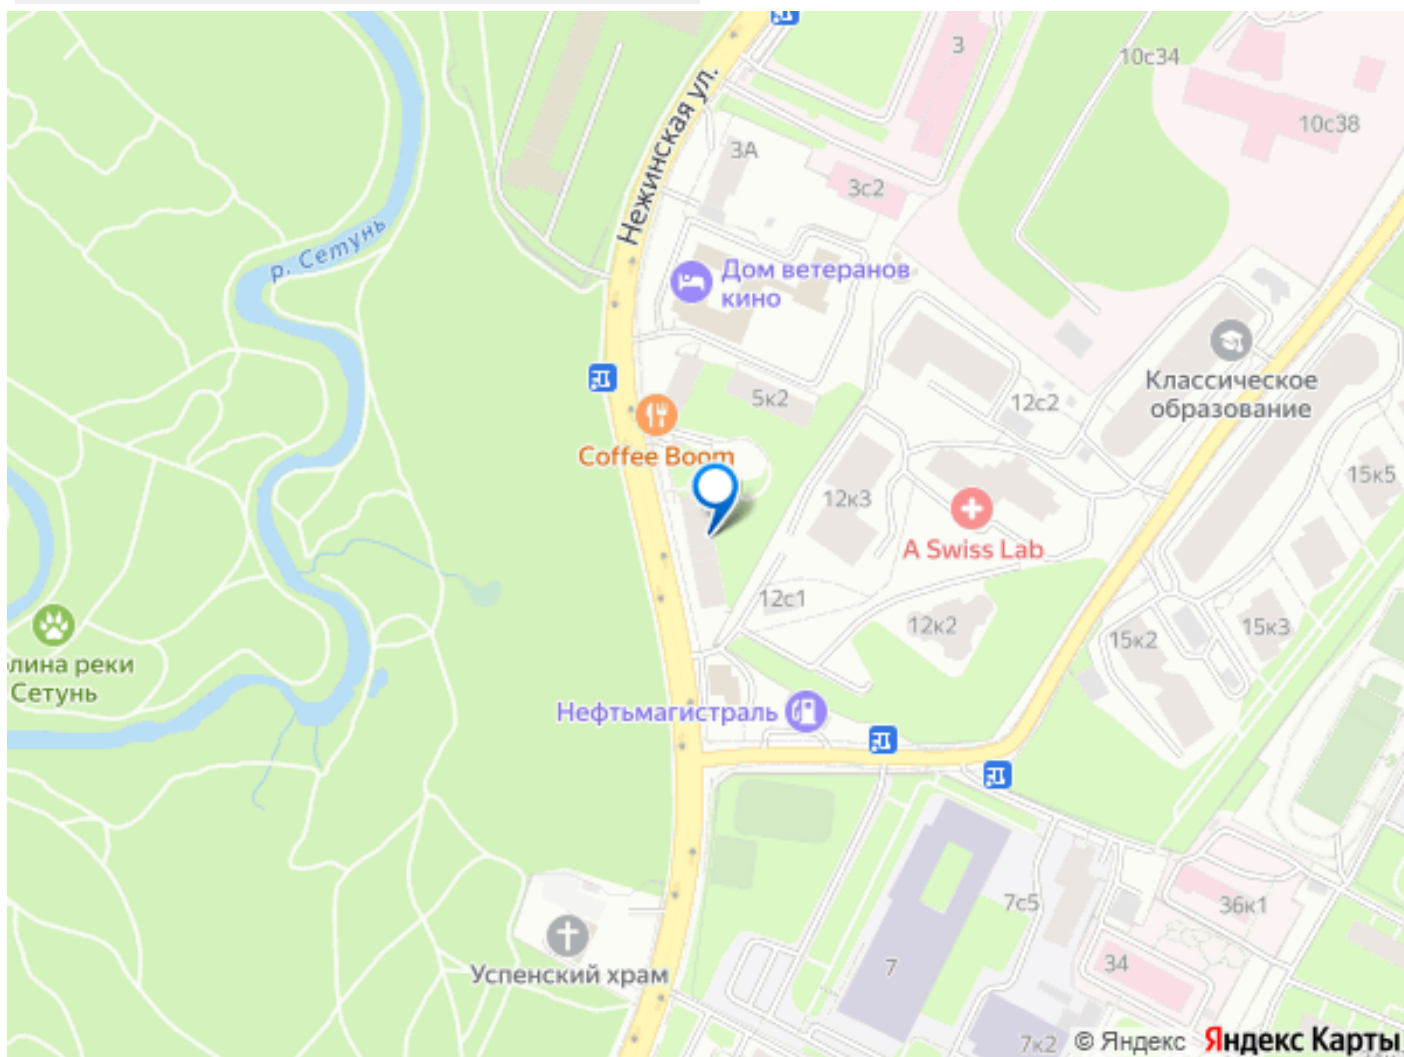 3
10с34
10с38
Нежинская ул.
3А
3с2
р. Сетунь
Дом ветеранов
кино
Классическое
образование
5к2
12с2
Coffee Boom
12к3
15к5
A Swiss Lab
12с1
12к2
15к2
15к3
лина реки
Сетунь
Нефтьмагистраль
7с5
36к1
Успенский храм
7
34
7к2
© Яндекс
Яндекс Карты